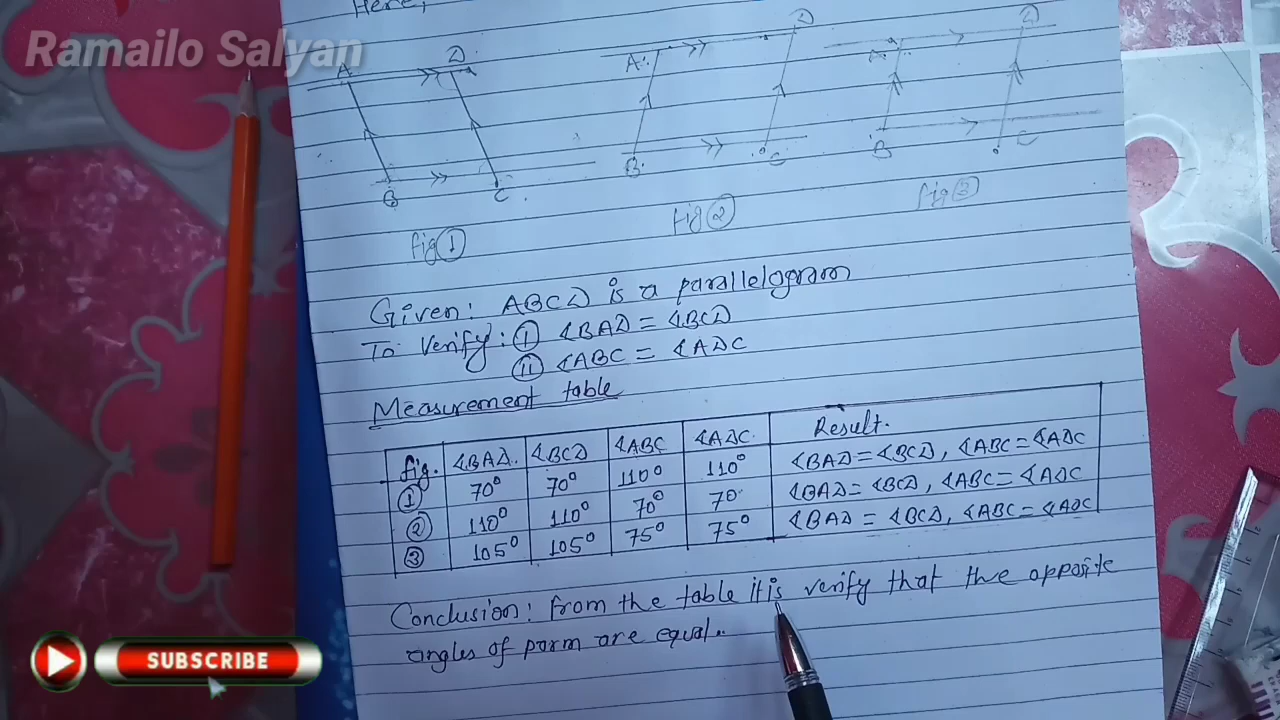 Here,
Ramailo Salyan
A D
B C
fig ①
A D
B C
fig ②
A D
B C
fig ③
Given: ABCD is a parallelogram
To verify: ① ∢BAD = ∢BCD
⑪ ∢ABC = ∢ADC
Measurement table
fig. ∢BAD. ∢BCD ∢ABC ∢ADC. Result.
① 70° 70° 110° 110° ∢BAD = ∢BCD, ∢ABC = ∢ADC
② 110° 110° 70° 70° ∢BAD = ∢BCD, ∢ABC = ∢ADC
③ 105° 105° 75° 75° ∢BAD = ∢BCD, ∢ABC = ∢ADC
Conclusion: from the table it is verify that the opposite
angles of parm are equal.
SUBSCRIBE